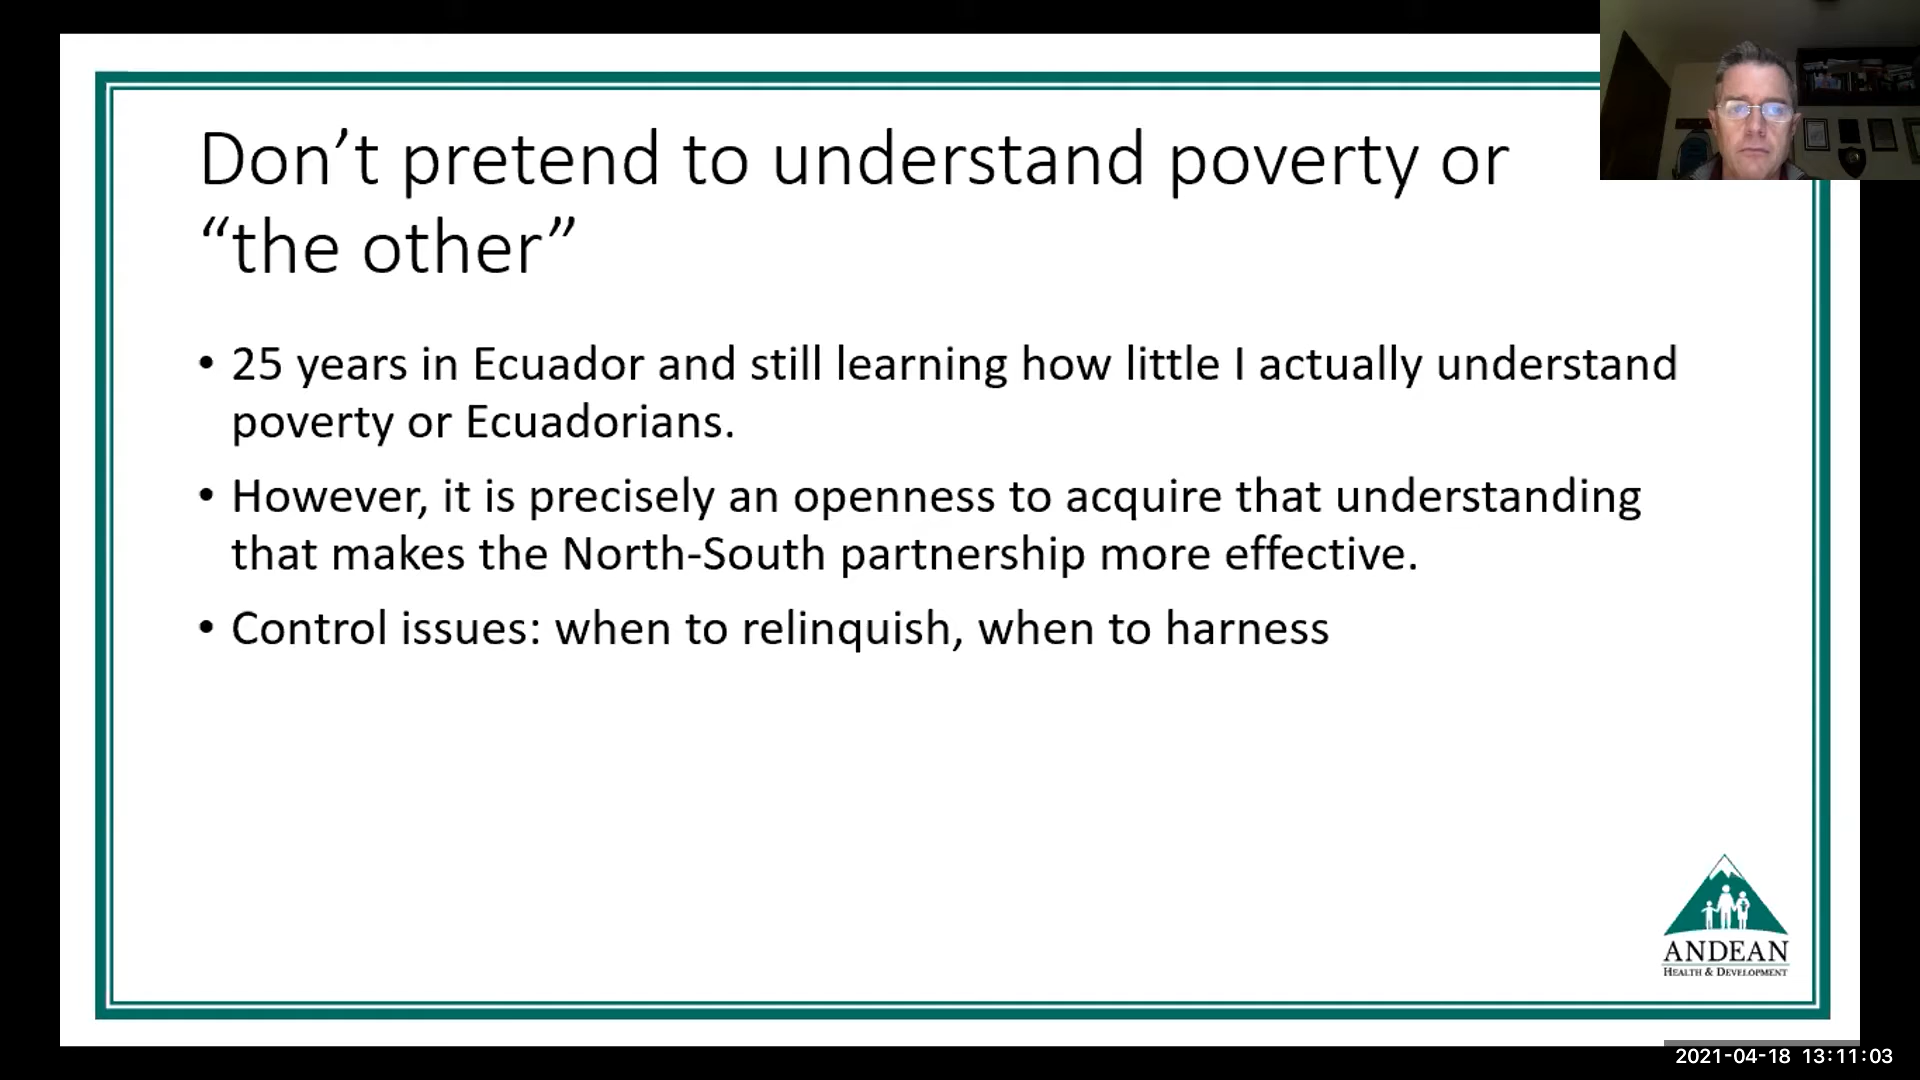 Don’t pretend to understand poverty or
“the other”
• 25 years in Ecuador and still learning how little I actually understand
poverty or Ecuadorians.
• However, it is precisely an openness to acquire that understanding
that makes the North-South partnership more effective.
• Control issues: when to relinquish, when to harness
ANDEAN
HEALTH & DEVELOPMENT
2021-04-18 13:11:03